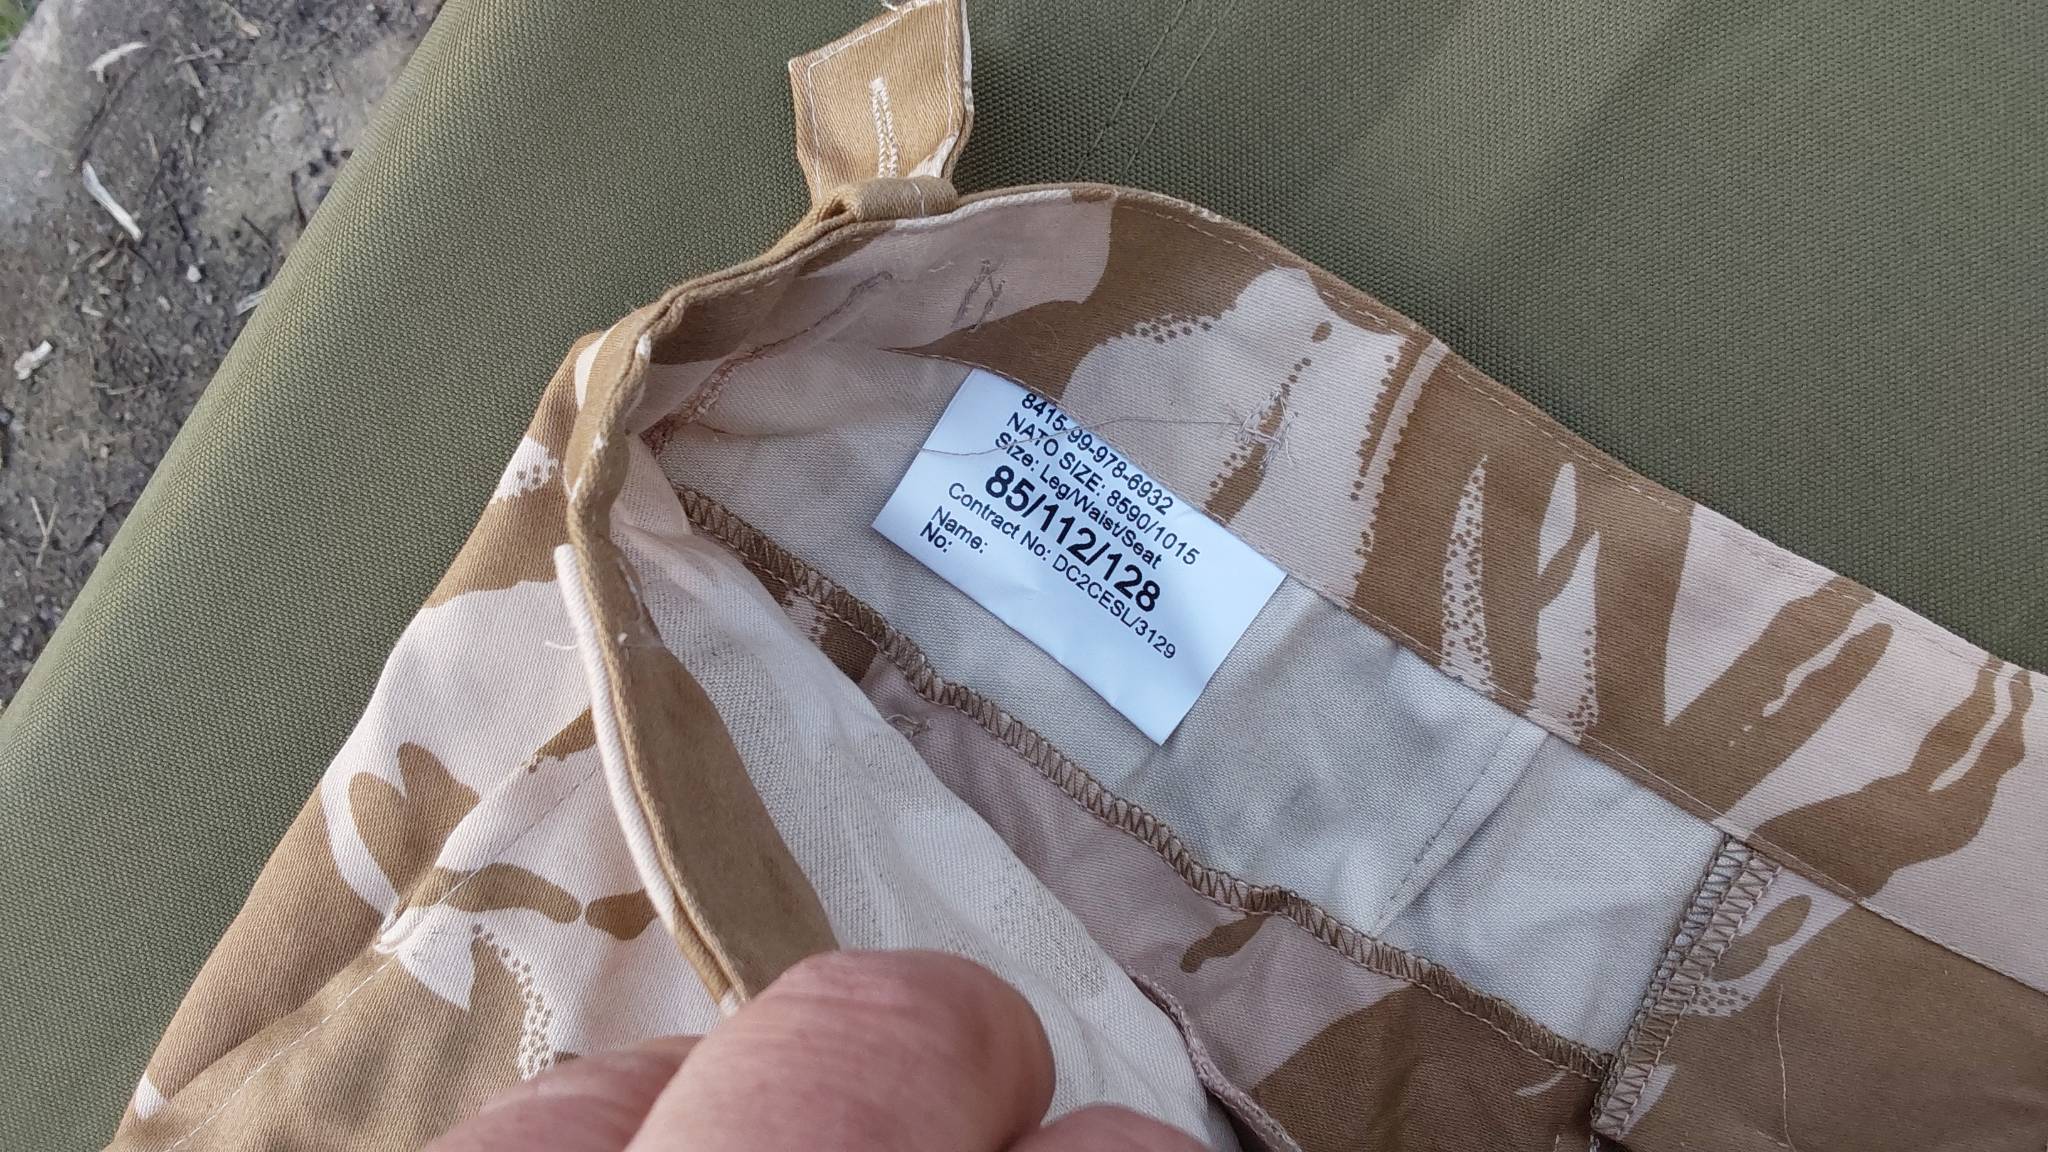 8415-99-978-6932
NATO SIZE: 8590/1015
Size: Leg/Waist/Seat
85/112/128
Contract No: DC2CESL/3129
Name:
No: